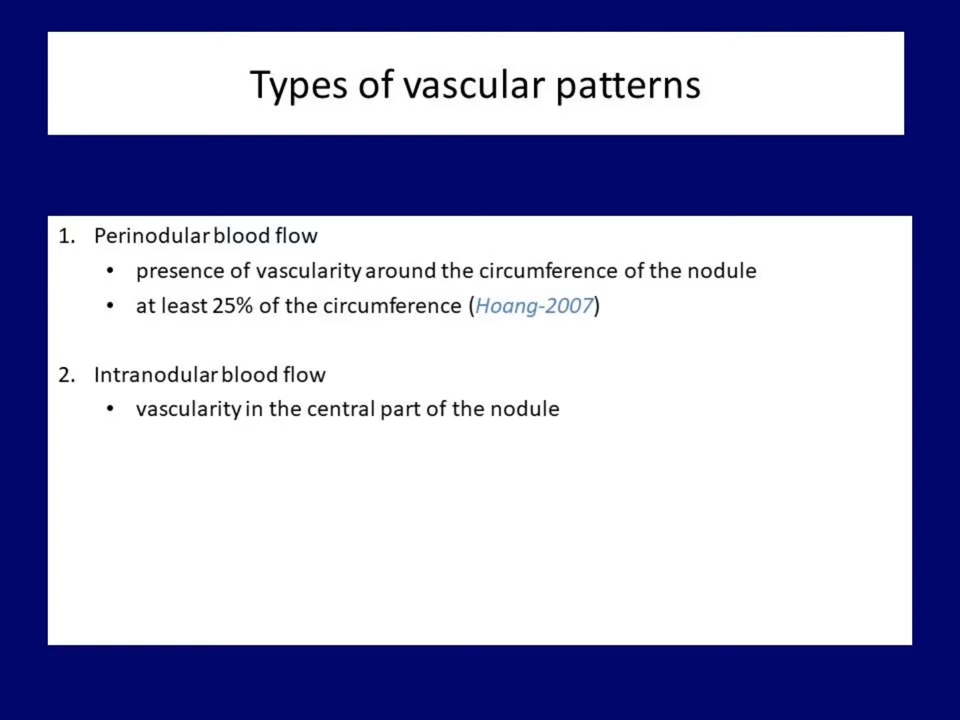 Types of vascular patterns
1. Perinodular blood flow
• presence of vascularity around the circumference of the nodule
• at least 25% of the circumference (Hoang-2007)
2. Intranodular blood flow
• vascularity in the central part of the nodule